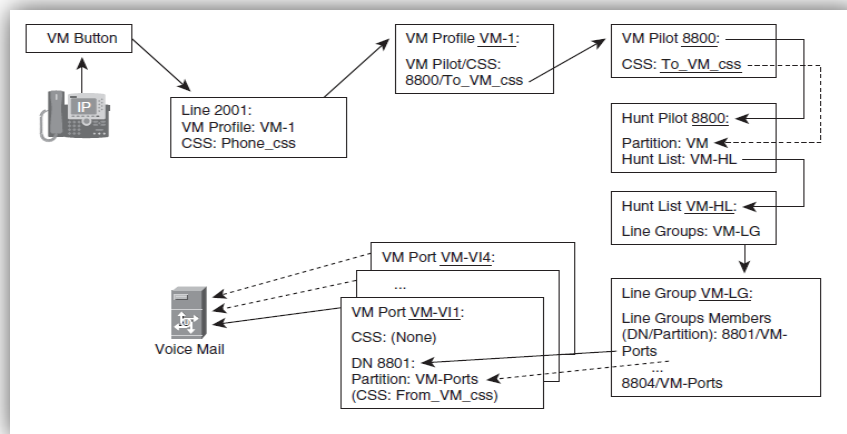 VM Button
IP
Line 2001:
VM Profile: VM-1
CSS: Phone_css
VM Profile VM-1:
VM Pilot/CSS:
8800/To_VM_css
VM Pilot 8800:
CSS: To_VM_css
Hunt Pilot 8800:
Partition: VM
Hunt List: VM-HL
Hunt List VM-HL:
Line Groups: VM-LG
Line Group VM-LG:
Line Groups Members
(DN/Partition): 8801/VM-
Ports
...
8804/VM-Ports
VM Port VM-VI4:
...
VM Port VM-VI1:
CSS: (None)
DN 8801:
Partition: VM-Ports
(CSS: From_VM_css)
Voice Mail